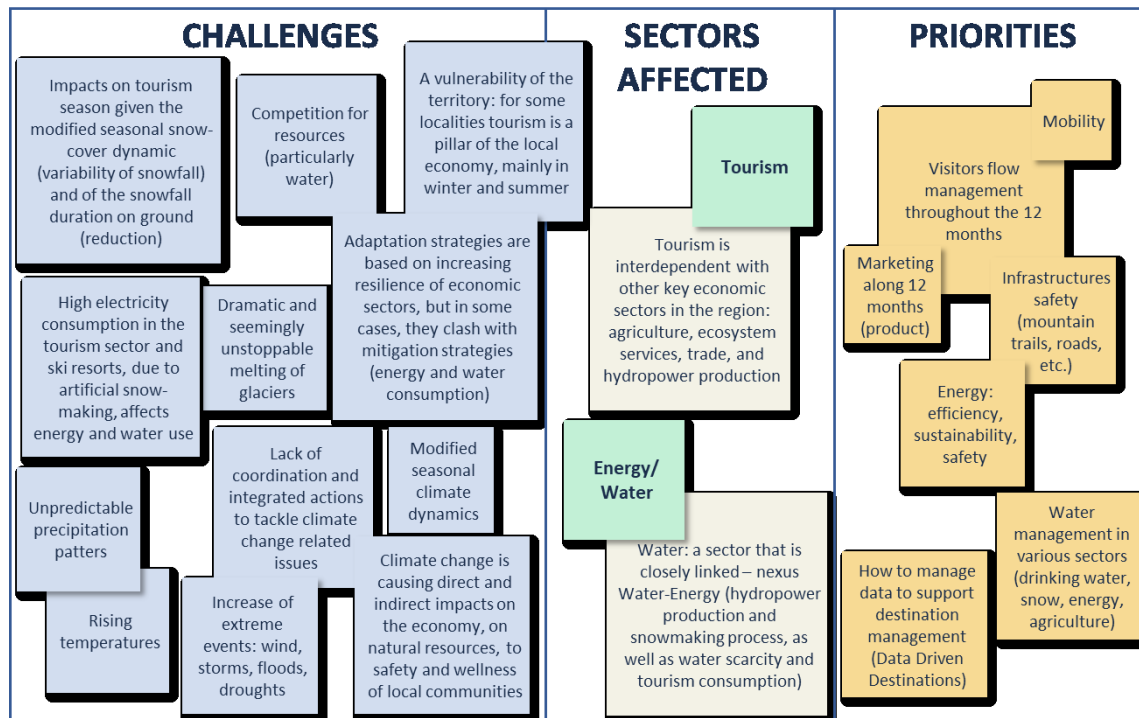 CHALLENGES
Impacts on tourism
season given the
modified seasonal snow-
cover dynamic
(variability of snowfall)
and of the snowfall
duration on ground
(reduction)
Competition for
resources
(particularly
water)
A vulnerability of the
territory: for some
localities tourism is a
pillar of the local
economy, mainly in
winter and summer
High electricity
consumption in the
tourism sector and
ski resorts, due to
artificial snow-
making, affects
energy and water use
Dramatic and
seemingly
unstoppable
melting of
glaciers
Adaptation strategies are
based on increasing
resilience of economic
sectors, but in some
cases, they clash with
mitigation strategies
(energy and water
consumption)
Unpredictable
precipitation
patters
Rising
temperatures
Lack of
coordination and
integrated actions
to tackle climate
change related
issues
Modified
seasonal
climate
dynamics
Increase of
extreme
events: wind,
storms, floods,
droughts
Climate change is
causing direct and
indirect impacts on
the economy, on
natural resources, to
safety and wellness
of local communities
SECTORS
AFFECTED
Tourism
Tourism is
interdependent with
other key economic
sectors in the region:
agriculture, ecosystem
services, trade, and
hydropower production
Energy/
Water
Water: a sector that is
closely linked – nexus
Water-Energy (hydropower
production and
snowmaking process, as
well as water scarcity and
tourism consumption)
PRIORITIES
Mobility
Visitors flow
management
throughout the 12
months
Marketing
along 12
months
(product)
Infrastructures
safety
(mountain
trails, roads,
etc.)
Energy:
efficiency,
sustainability,
safety
Water
management in
various sectors
(drinking water,
snow, energy,
agriculture)
How to manage
data to support
destination
management
(Data Driven
Destinations)